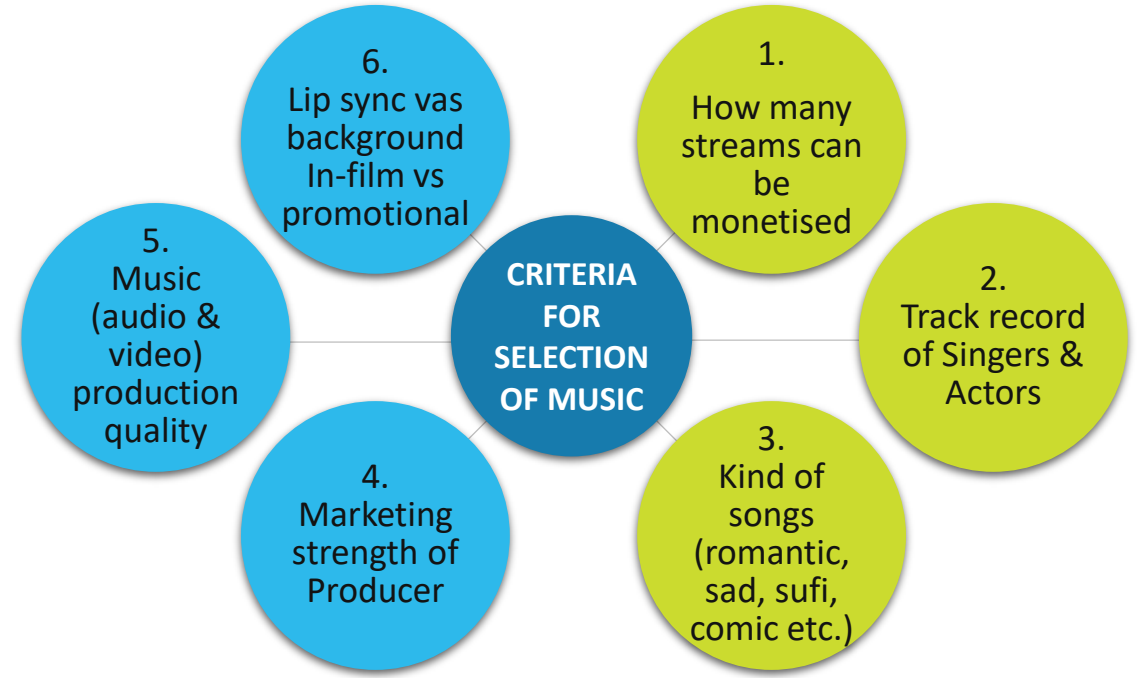 CRITERIA
FOR
SELECTION
OF MUSIC
1.
How many
streams can
be
monetised
2.
Track record
of Singers &
Actors
3.
Kind of
songs
(romantic,
sad, sufi,
comic etc.)
4.
Marketing
strength of
Producer
5.
Music
(audio &
video)
production
quality
6.
Lip sync vas
background
In-film vs
promotional